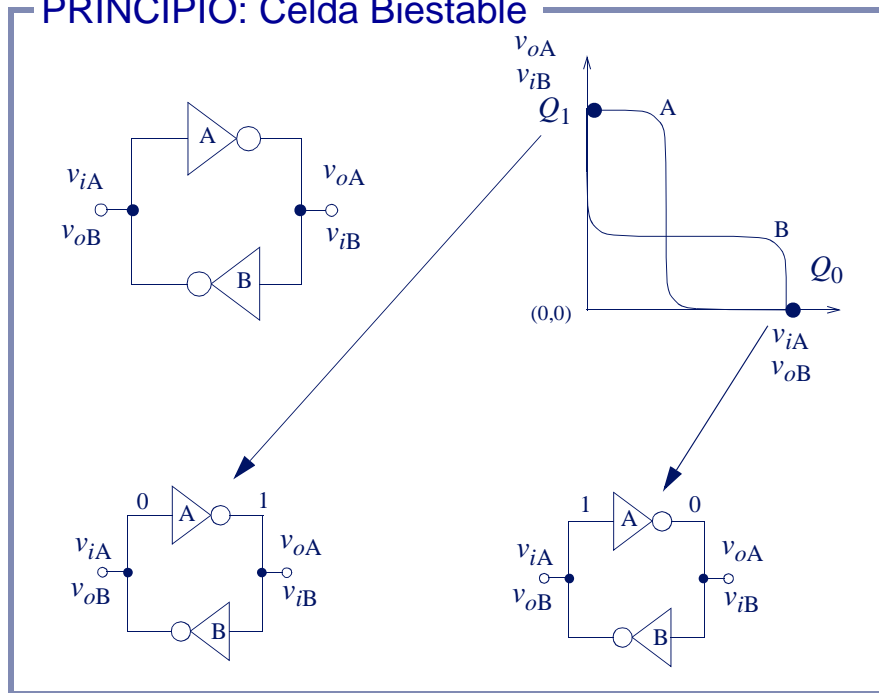 PRINCIPIO: Celda Biestable
v_oA
v_iB
Q_1
A
A
v_iA
v_oA
v_oB
v_iB
B
B
Q_0
(0,0)
v_iA
v_oB
0
1
A
v_iA
v_oA
v_oB
v_iB
B
1
0
A
v_iA
v_oA
v_oB
v_iB
B